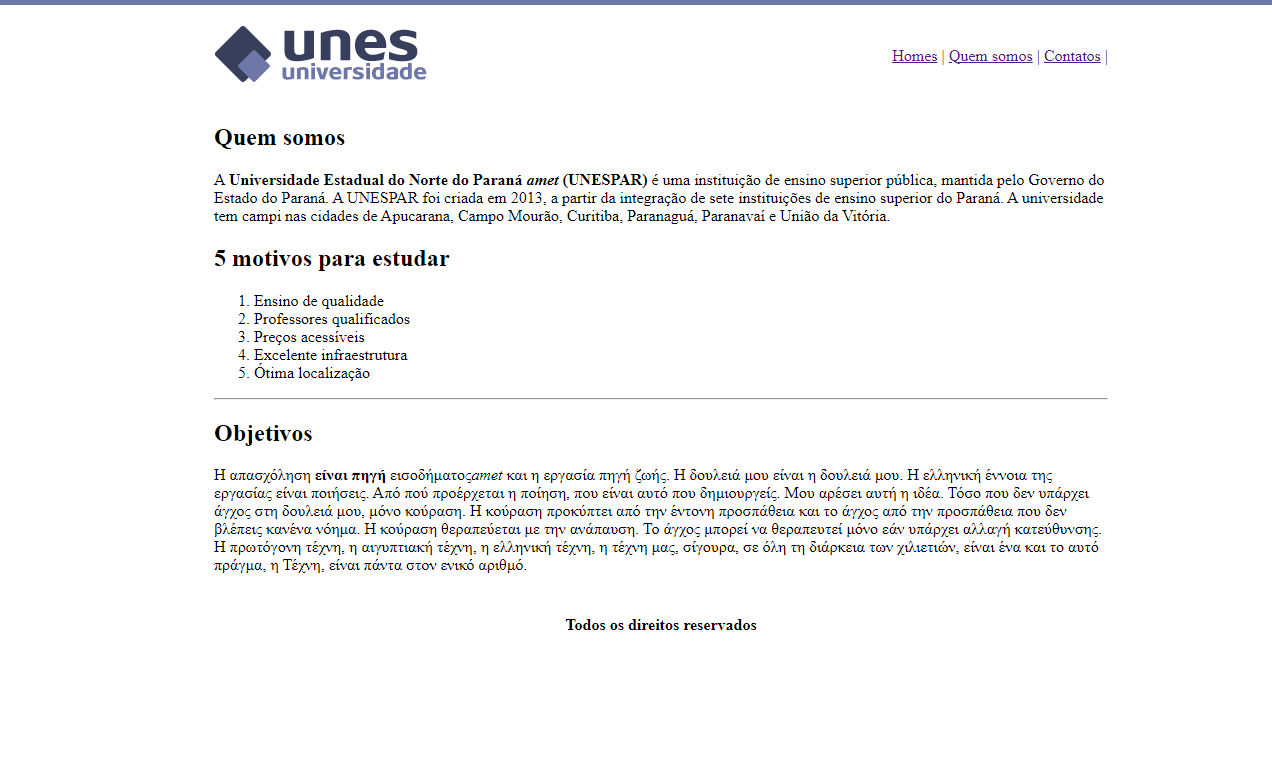 unes
universidade
Homes | Quem somos | Contatos |
Quem somos
A Universidade Estadual do Norte do Paraná amet (UNESPAR) é uma instituição de ensino superior pública, mantida pelo Governo do
Estado do Paraná. A UNESPAR foi criada em 2013, a partir da integração de sete instituições de ensino superior do Paraná. A universidade
tem campi nas cidades de Apucarana, Campo Mourão, Curitiba, Paranaguá, Paranavaí e União da Vitória.
5 motivos para estudar
1. Ensino de qualidade
2. Professores qualificados
3. Preços acessíveis
4. Excelente infraestrutura
5. Ótima localização
Objetivos
Η απασχόληση είναι πηγή εισοδήματοςamet και η εργασία πηγή ζωής. Η δουλειά μου είναι η δουλειά μου. Η ελληνική έννοια της
εργασίας είναι ποιήσεις. Από πού προέρχεται η ποίηση, που είναι αυτό που δημιουργείς. Μου αρέσει αυτή η ιδέα. Τόσο που δεν υπάρχει
άγχος στη δουλειά μου, μόνο κούραση. Η κούραση προκύπτει από την έντονη προσπάθεια και το άγχος από την προσπάθεια που δεν
βλέπεις κανένα νόημα. Η κούραση θεραπεύεται με την ανάπαυση. Το άγχος μπορεί να θεραπευτεί μόνο εάν υπάρχει αλλαγή κατεύθυνσης.
Η πρωτόγονη τέχνη, η αιγυπτιακή τέχνη, η ελληνική τέχνη, η τέχνη μας, σίγουρα, σε όλη τη διάρκεια των χιλιετιών, είναι ένα και το αυτό
πράγμα, η Τέχνη, είναι πάντα στον ενικό αριθμό.
Todos os direitos reservados